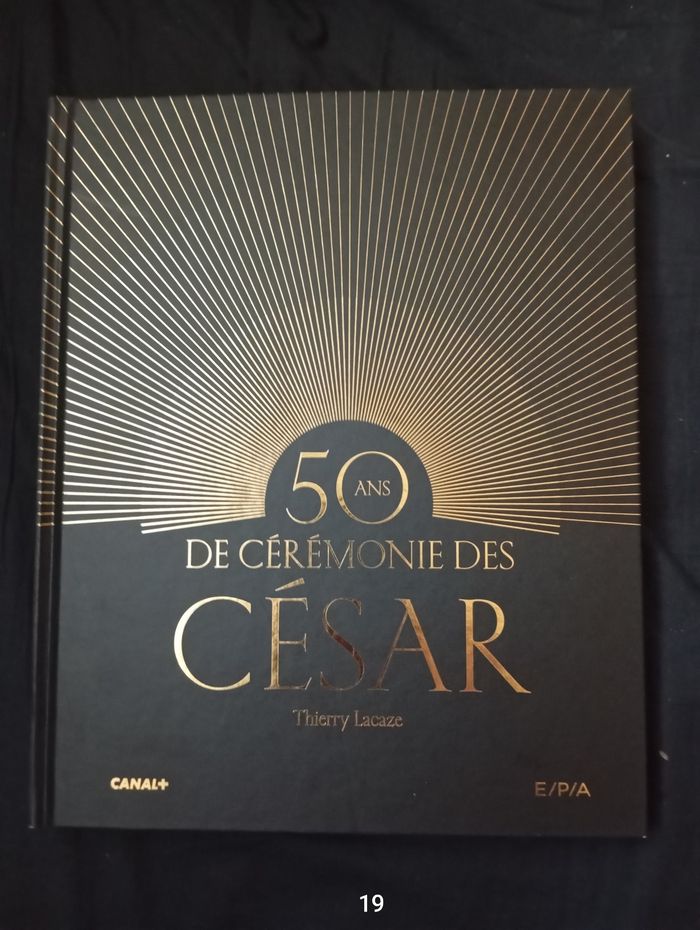 50 ANS
DE CÉRÉMONIE DES
CÉSAR
Thierry Lacaze
CANAL+
E/P/A
19